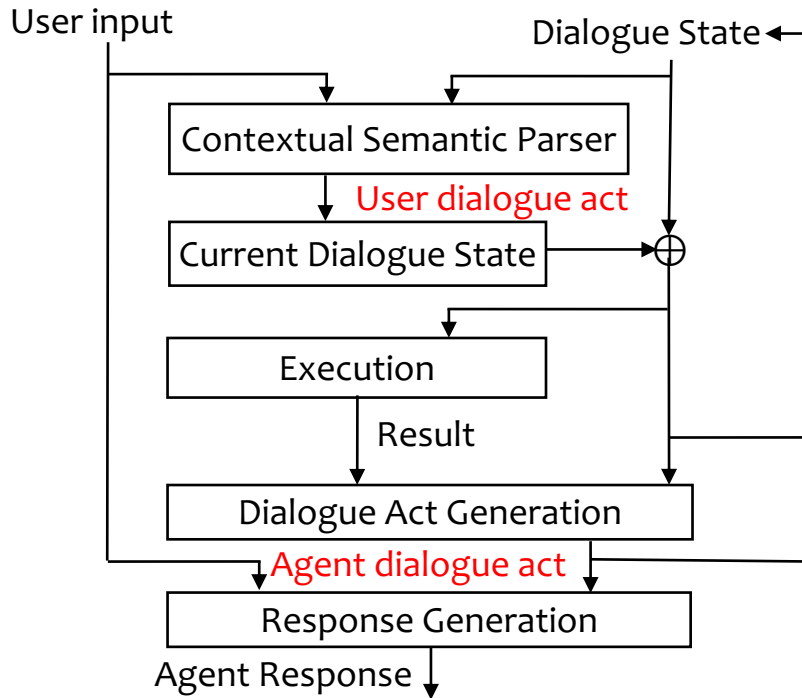 User input
Dialogue State
Contextual Semantic Parser
User dialogue act
Current Dialogue State
Execution
Result
Dialogue Act Generation
Agent dialogue act
Response Generation
Agent Response